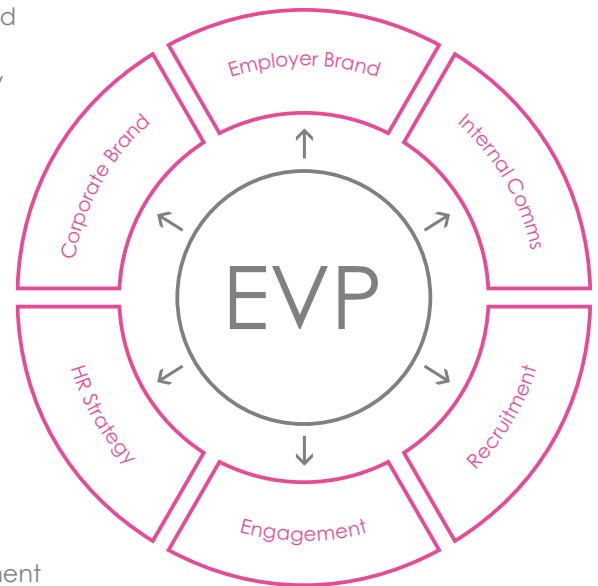 Employer Brand
Corporate Brand
Internal Comms
EVP
HR Strategy
Recruitment
Engagement